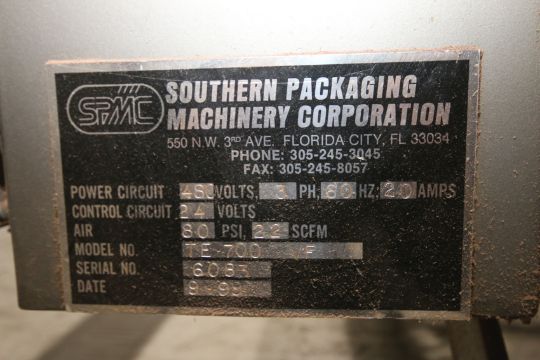 SPMC
SOUTHERN PACKAGING
MACHINERY CORPORATION
550 N.W. 3RD AVE. FLORIDA CITY, FL 33034
PHONE: 305-245-3045
FAX: 305-245-8057
POWER CIRCUIT VOLTS, 3 PH, 60 HZ, 20 AMPS
CONTROL CIRCUIT 24 VOLTS
AIR 80 PSI, 2.2 SCFM
MODEL NO. TE-700
SERIAL NO. 6063
DATE